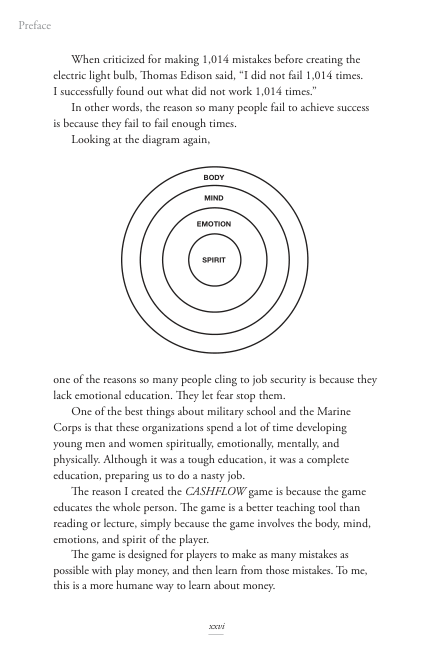 Preface
When criticized for making 1,014 mistakes before creating the
electric light bulb, Thomas Edison said, “I did not fail 1,014 times.
I successfully found out what did not work 1,014 times.”
In other words, the reason so many people fail to achieve success
is because they fail to fail enough times.
Looking at the diagram again,
BODY
MIND
EMOTION
SPIRIT
one of the reasons so many people cling to job security is because they
lack emotional education. They let fear stop them.
One of the best things about military school and the Marine
Corps is that these organizations spend a lot of time developing
young men and women spiritually, emotionally, mentally, and
physically. Although it was a tough education, it was a complete
education, preparing us to do a nasty job.
The reason I created the CASHFLOW game is because the game
educates the whole person. The game is a better teaching tool than
reading or lecture, simply because the game involves the body, mind,
emotions, and spirit of the player.
The game is designed for players to make as many mistakes as
possible with play money, and then learn from those mistakes. To me,
this is a more humane way to learn about money.
xxvi